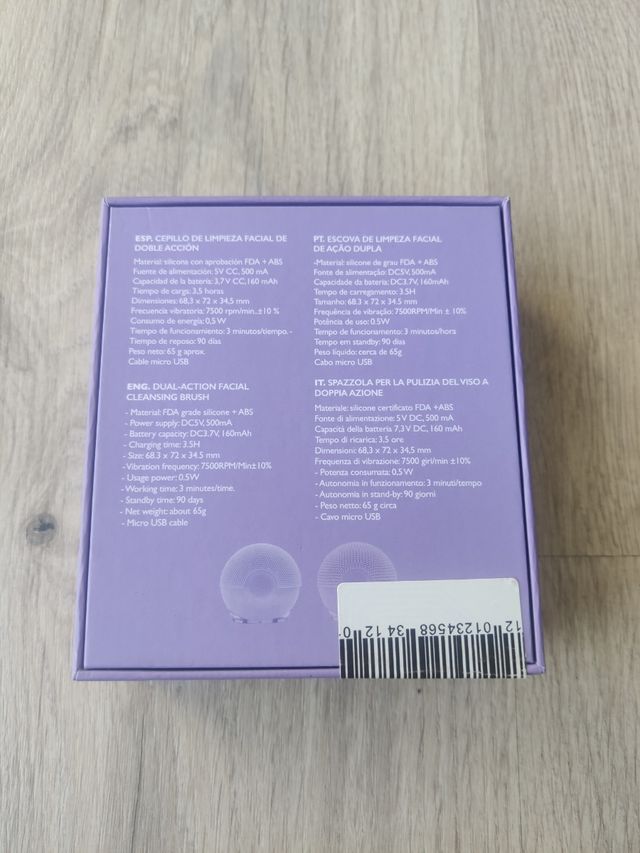 ESP. CEPILLO DE LIMPIEZA FACIAL DE
DOBLE ACCIÓN
Material: silicona con aprobación FDA + ABS
Fuente de alimentación: 5V CC, 500 mA
Capacidad de la batería: 3,7 V CC,160 mAh
Tiempo de carga: 3,5 horas
Dimensiones: 68,3 x 72 x 34.5 mm
Frecuencia vibratoria: 7500 rpm/min.,±10 %
Consumo de energía: 0,5 W
Tiempo de funcionamiento: 3 minutos/tiempo. -
Tiempo de reposo: 90 días
Peso neto: 65 g aprox.
Cable micro USB
PT. ESCOVA DE LIMPEZA FACIAL
DE AÇÃO DUPLA
-Material: silicone de grau FDA + ABS
Fonte de alimentação: DC5V, 500mA
Capacidade da bateria: DC3.7V, 160mAh
Tempo de carregamento: 3.5H
Tamanho: 68.3 x 72 x 34.5 mm
Frequência de vibração: 7500RPM/Min ± 10%
Potência de uso: 0.5W
Tempo de funcionamento: 3 minutos/hora
Tempo em standby: 90 dias
Peso líquido: cerca de 65g
Cabo micro USB
ENG. DUAL-ACTION FACIAL
CLEANSING BRUSH
- Material: FDA grade silicone + ABS
- Power supply: DC5V, 500mA
- Battery capacity: DC3.7V, 160mAh
- Charging time: 3.5H
- Size: 68.3 x 72 x 34.5 mm
-Vibration frequency: 7500RPM/Min±10%
- Usage power: 0.5W
-Working time: 3 minutes/time.
- Standby time: 90 days
- Net weight: about 65g
- Micro USB cable
IT. SPAZZOLA PER LA PULIZIA DEL VISO A
DOPPIA AZIONE
Materiale: silicone certificato FDA +ABS
Fonte di alimentazione: 5V DC, 500 mA
Capacità della batteria 7,3 V DC, 160 mAh
Tempo di ricarica: 3,5 ore
Dimensioni: 68,3 x 72 x 34,5 mm
Frequenza di vibrazione: 7500 giri/min ±10%
- Potenza consumata: 0,5 W
- Autonomia in funzionamento: 3 minuti/tempo
- Autonomia in stand-by: 90 giorni
- Peso netto: 65 g circa
- Cavo micro USB
12 01234568 34 12 0